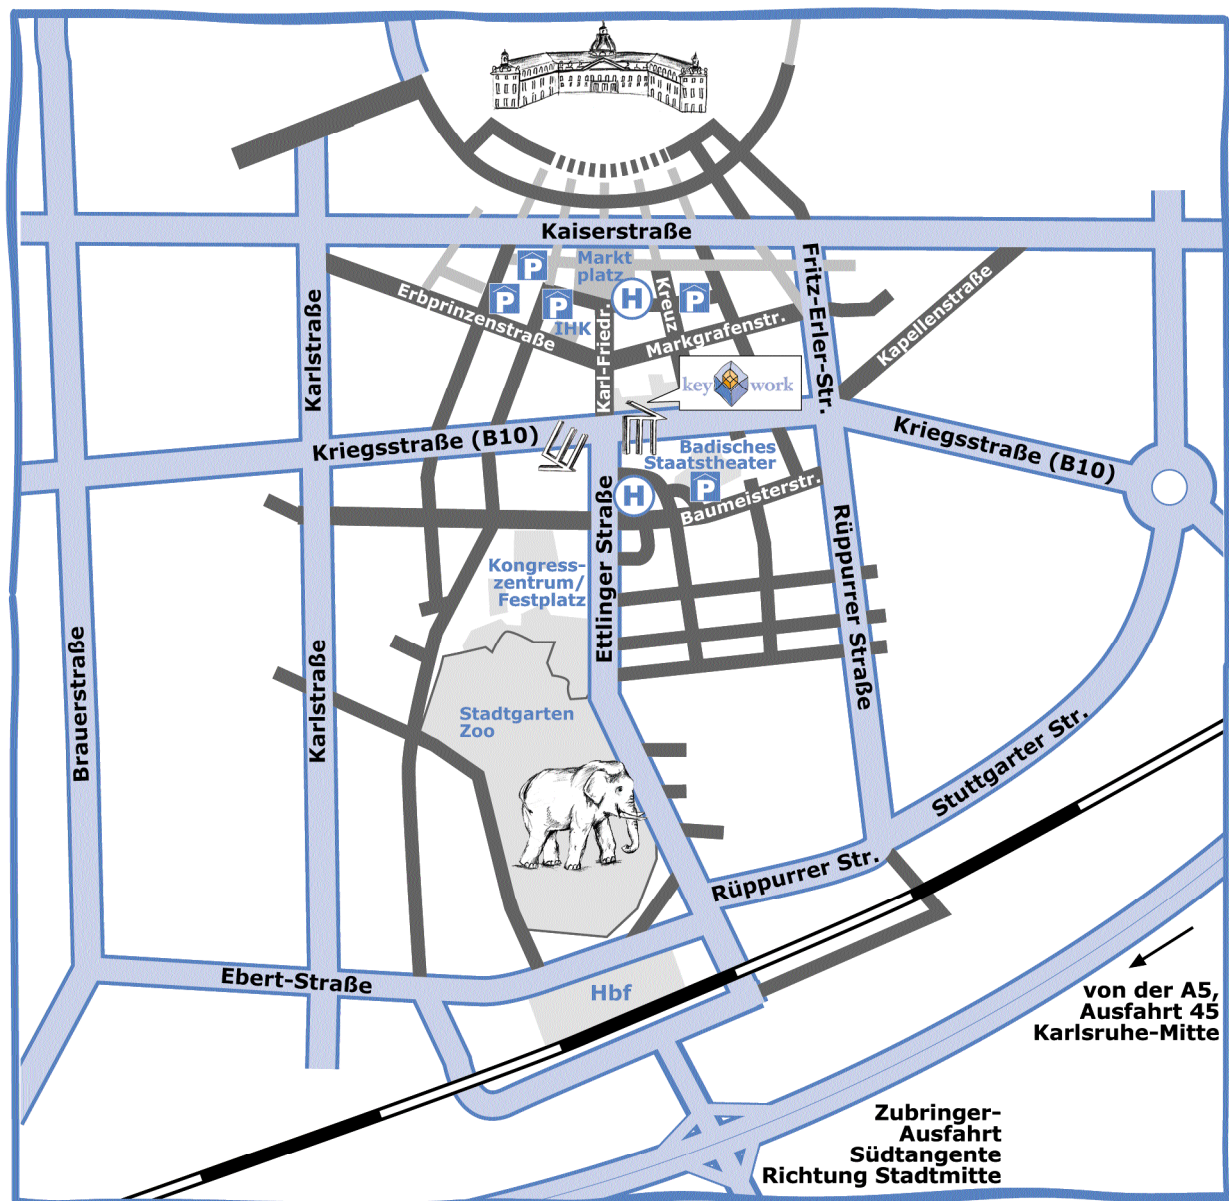 Kaiserstraße
Markt
platz
P
P
P
P
H
IHK
Erbprinzenstraße
Karl-Friedr.
Kreuz
Markgrafenstr.
Fritz-Erler-Str.
Kapellenstraße
Karlstraße
key work
Kriegsstraße (B10)
Kriegsstraße (B10)
Badisches
Staatstheater
P
H
Baumeisterstr.
Ettlinger Straße
Rüppurrer Straße
Kongress-
zentrum/
Festplatz
Brauerstraße
Karlstraße
Stadtgarten
Zoo
Stuttgarter Str.
Rüppurrer Str.
Ebert-Straße
Hbf
von der A5,
Ausfahrt 45
Karlsruhe-Mitte
Zubringer-
Ausfahrt
Südtangente
Richtung Stadtmitte